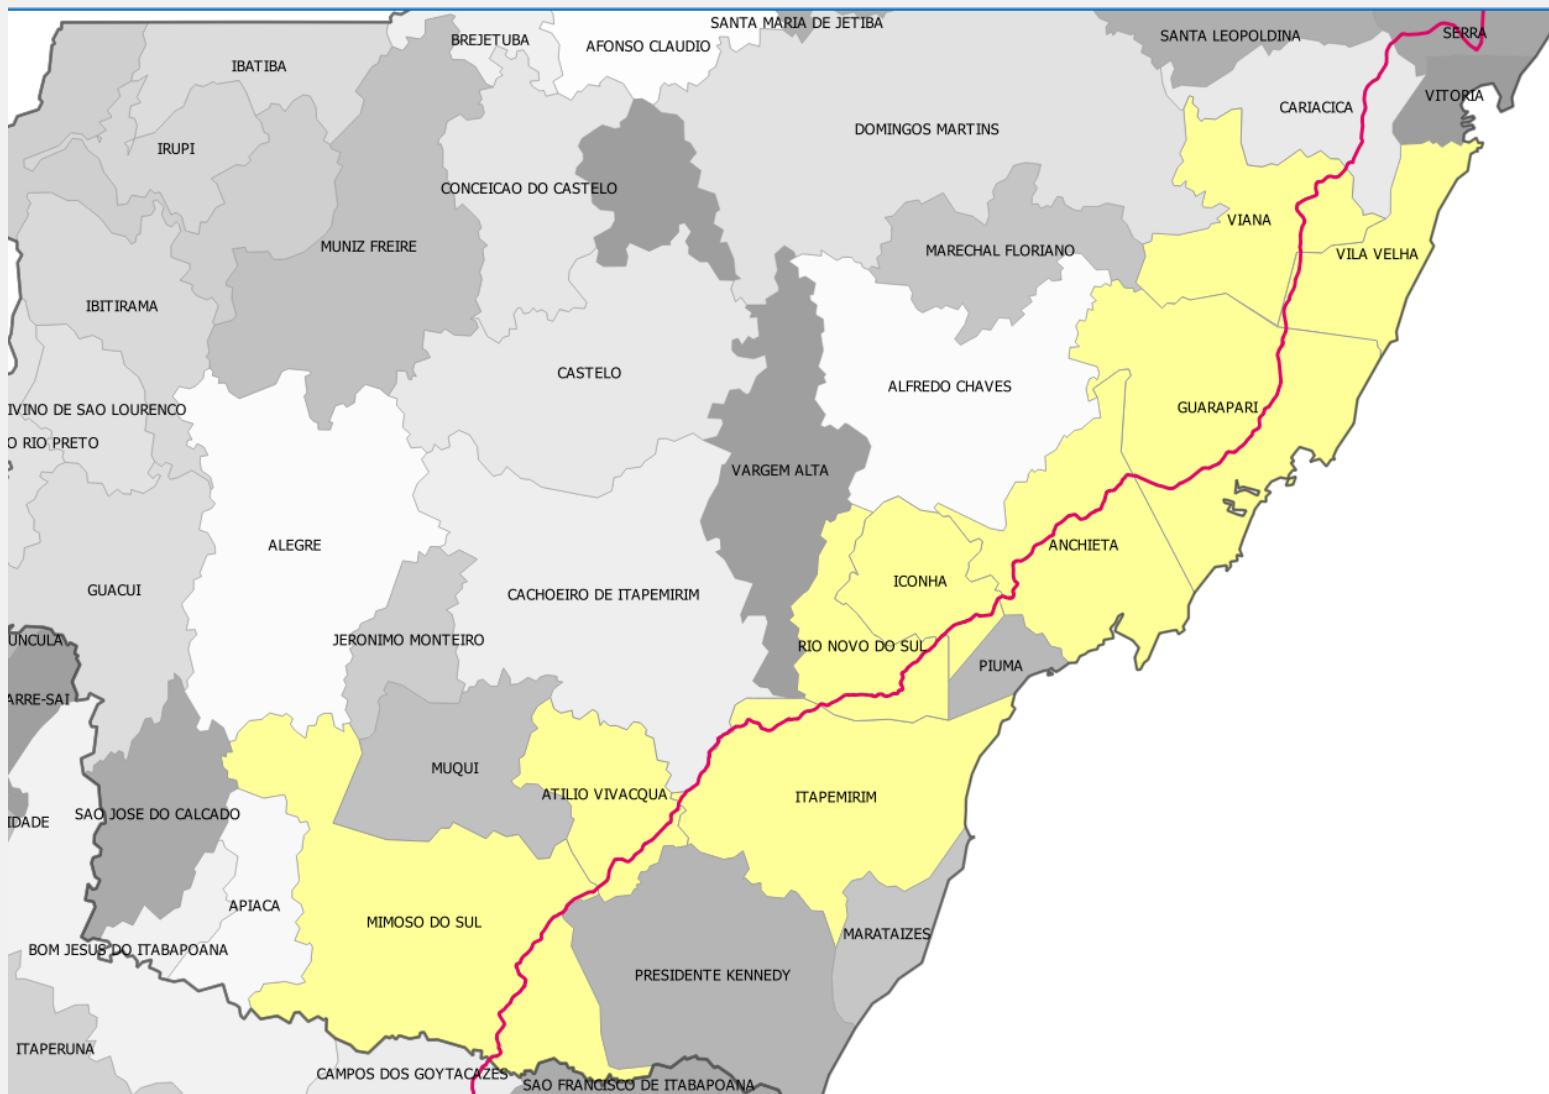 SANTA MARIA DE JETIBA
BREJETUBA
AFONSO CLAUDIO
SANTA LEOPOLDINA
SERRA
IBATIBA
VITORIA
CARIACICA
DOMINGOS MARTINS
IRUPI
CONCEICAO DO CASTELO
VIANA
MUNIZ FREIRE
MARECHAL FLORIANO
VILA VELHA
IBITIRAMA
CASTELO
ALFREDO CHAVES
IVINO DE SAO LOURENCO
GUARAPARI
O RIO PRETO
VARGEM ALTA
ALEGRE
ANCHIETA
ICONHA
GUACUI
CACHOEIRO DE ITAPEMIRIM
UNCULA
JERONIMO MONTEIRO
RIO NOVO DO SUL
PIUMA
ARRE-SAI
MUQUI
ATILIO VIVACQUA
ITAPEMIRIM
IDADE
SAO JOSE DO CALCADO
APIACA
MIMOSO DO SUL
MARATAIZES
BOM JESUS DO ITABAPOANA
PRESIDENTE KENNEDY
ITAPERUNA
CAMPOS DOS GOYTACAZES
SAO FRANCISCO DE ITABAPOANA